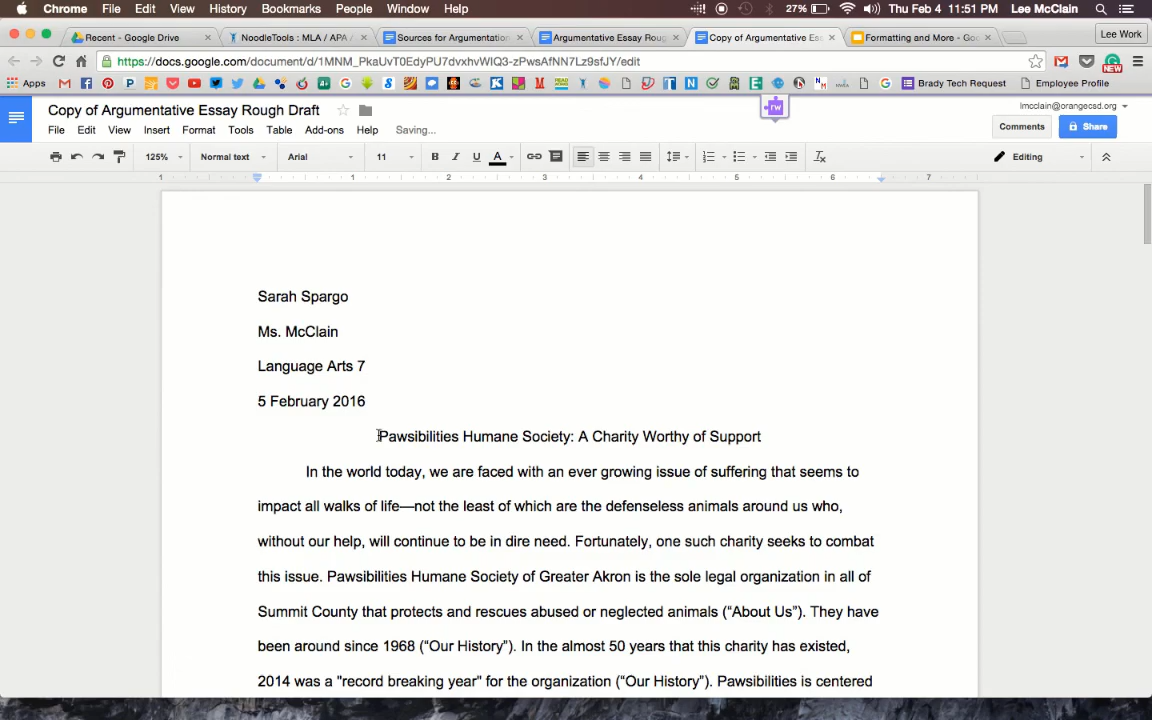 Chrome File Edit View History Bookmarks People Window Help 27% Thu Feb 4 11:51 PM Lee McClain
Recent - Google Drive × NoodleTools : MLA / APA / × Sources for Argumentation × Argumentative Essay Roug × Copy of Argumentative Es × Formatting and More - Goo × Lee Work
https://docs.google.com/document/d/1MNM_PkaUvT0EdyPU7dvxhvWIQ3-zPwsAfNN7Lz9sfJY/edit
Apps Brady Tech Request Employee Profile
Copy of Argumentative Essay Rough Draft
lmcclain@orangecsd.org
File Edit View Insert Format Tools Table Add-ons Help Saving...
Comments Share
125% Normal text Arial 11 B I U A Editing
1 1 2 3 4 5 6 7
Sarah Spargo
Ms. McClain
Language Arts 7
5 February 2016
Pawsibilities Humane Society: A Charity Worthy of Support
In the world today, we are faced with an ever growing issue of suffering that seems to
impact all walks of life—not the least of which are the defenseless animals around us who,
without our help, will continue to be in dire need. Fortunately, one such charity seeks to combat
this issue. Pawsibilities Humane Society of Greater Akron is the sole legal organization in all of
Summit County that protects and rescues abused or neglected animals (“About Us”). They have
been around since 1968 (“Our History”). In the almost 50 years that this charity has existed,
2014 was a "record breaking year" for the organization (“Our History”). Pawsibilities is centered